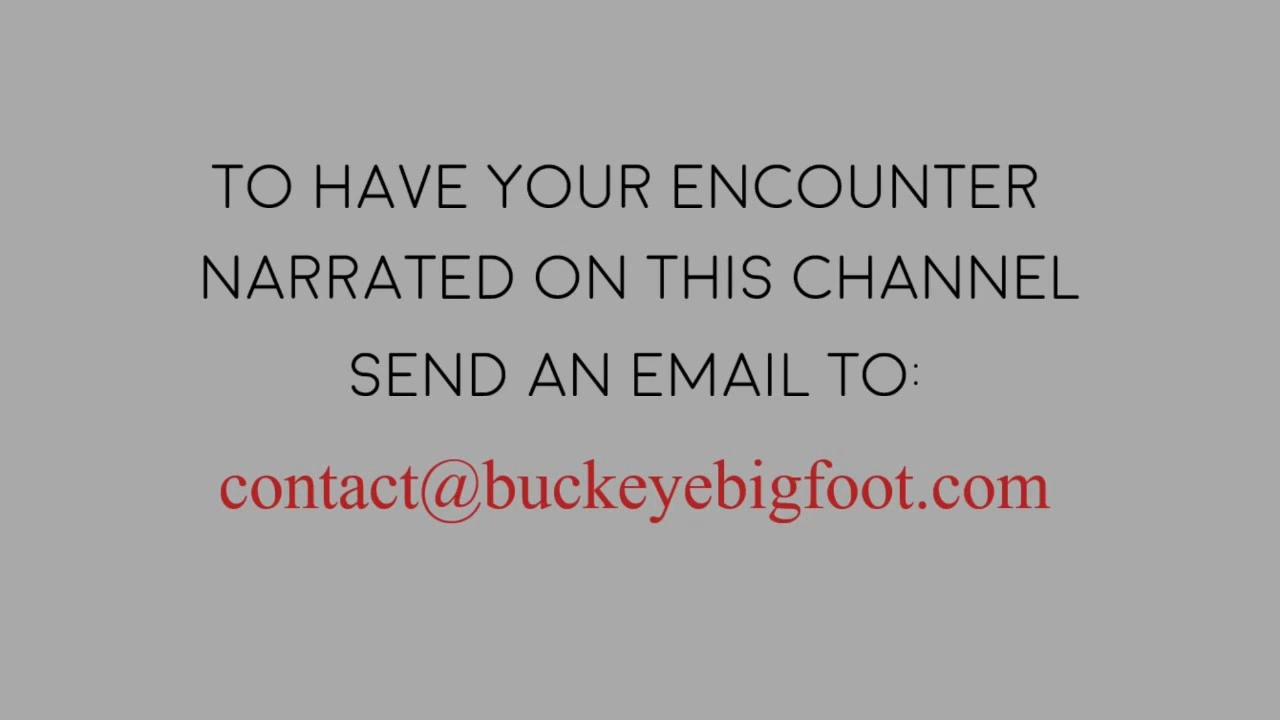 TO HAVE YOUR ENCOUNTER
NARRATED ON THIS CHANNEL
SEND AN EMAIL TO:
contact@buckeyebigfoot.com